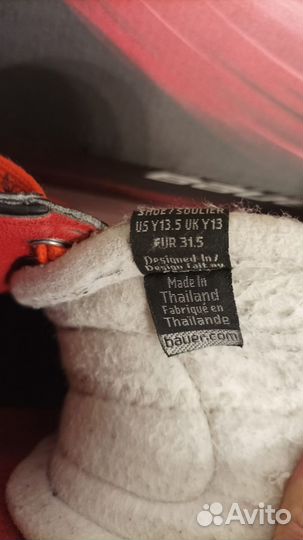 SHOE/SOULIER
US Y13.5 UK Y13
EUR 31.5
Designed-In/
Design Fait au
Made in
Thailand
Fabriqué en
Thaïlande
bauer.com
Avito